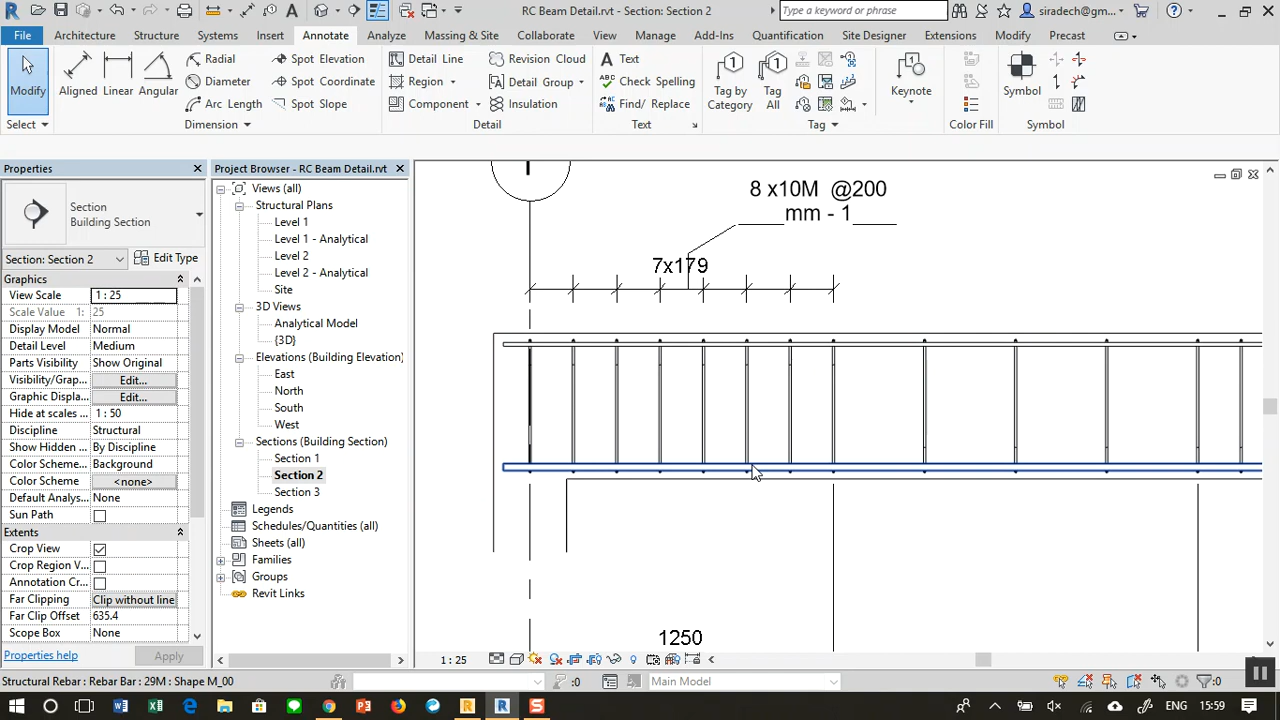 RC Beam Detail.rvt - Section: Section 2
Type a keyword or phrase
siradech@gm...
File Architecture Structure Systems Insert Annotate Analyze Massing & Site Collaborate View Manage Add-Ins Quantification Site Designer Extensions Modify Precast
Modify
Select
Aligned
Linear
Angular
Radial
Diameter
Arc Length
Spot Elevation
Spot Coordinate
Spot Slope
Dimension
Detail Line
Region
Component
Revision Cloud
Detail Group
Insulation
Detail
Text
Check Spelling
Find/ Replace
Text
Tag by Category
Tag All
Tag
Keynote
Color Fill
Symbol
Symbol
Properties
Section
Building Section
Section: Section 2
Edit Type
Graphics
View Scale 1 : 25
Scale Value 1: 25
Display Model Normal
Detail Level Medium
Parts Visibility Show Original
Visibility/Grap... Edit...
Graphic Displa... Edit...
Hide at scales ... 1 : 50
Discipline Structural
Show Hidden ... By Discipline
Color Scheme... Background
Color Scheme <none>
Default Analys... None
Sun Path
Extents
Crop View
Crop Region V...
Annotation Cr...
Far Clipping Clip without line
Far Clip Offset 635.4
Scope Box None
Properties help
Apply
Project Browser - RC Beam Detail.rvt
Views (all)
Structural Plans
Level 1
Level 1 - Analytical
Level 2
Level 2 - Analytical
Site
3D Views
Analytical Model
{3D}
Elevations (Building Elevation)
East
North
South
West
Sections (Building Section)
Section 1
Section 2
Section 3
Legends
Schedules/Quantities (all)
Sheets (all)
Families
Groups
Revit Links
1
8 x10M @200
mm - 1
7x179
1250
1 : 25
Structural Rebar : Rebar Bar : 29M : Shape M_00
:0
Main Model
:0
ENG
15:59